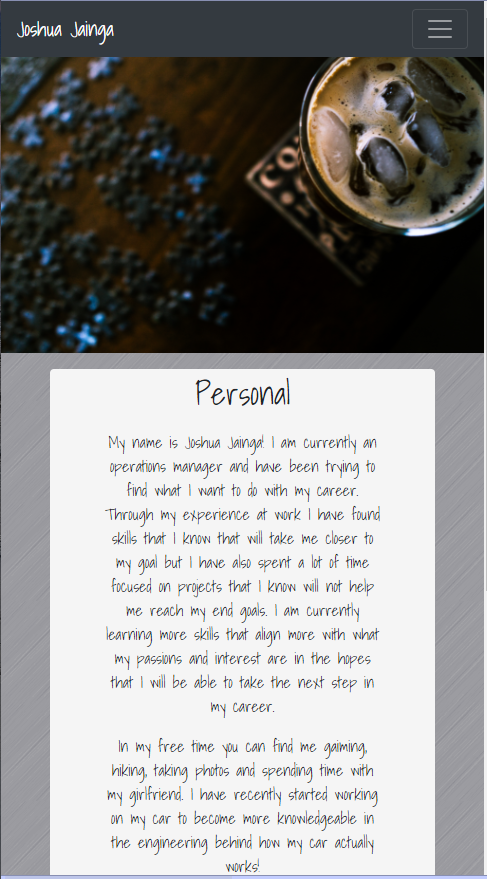 Joshua Jainga
CO
Personal
My name is Joshua Jainga! I am currently an
operations manager and have been trying to
find what I want to do with my career.
Through my experience at work I have found
skills that I know that will take me closer to
my goal but I have also spent a lot of time
focused on projects that I know will not help
me reach my end goals. I am currently
learning more skills that align more with what
my passions and interest are in the hopes
that I will be able to take the next step in
my career.
In my free time you can find me gaiming,
hiking, taking photos and spending time with
my girlfriend. I have recently started working
on my car to become more knowledgeable in
the engineering behind how my car actually
works!